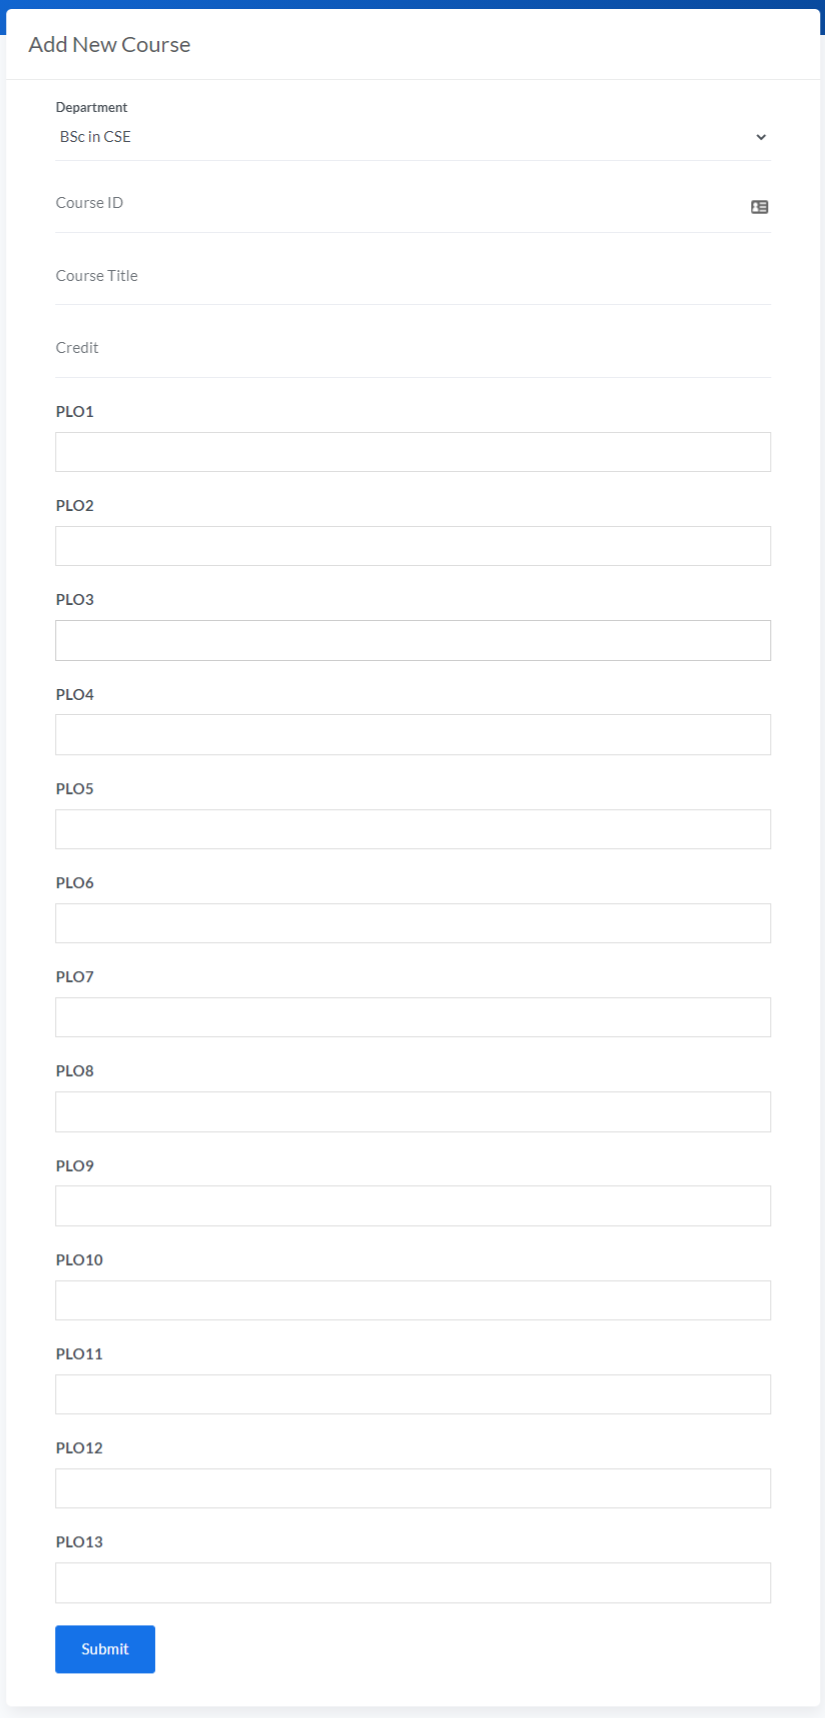 Add New Course
Department
BSc in CSE
Course ID
Course Title
Credit
PLO1
PLO2
PLO3
PLO4
PLO5
PLO6
PLO7
PLO8
PLO9
PLO10
PLO11
PLO12
PLO13
Submit